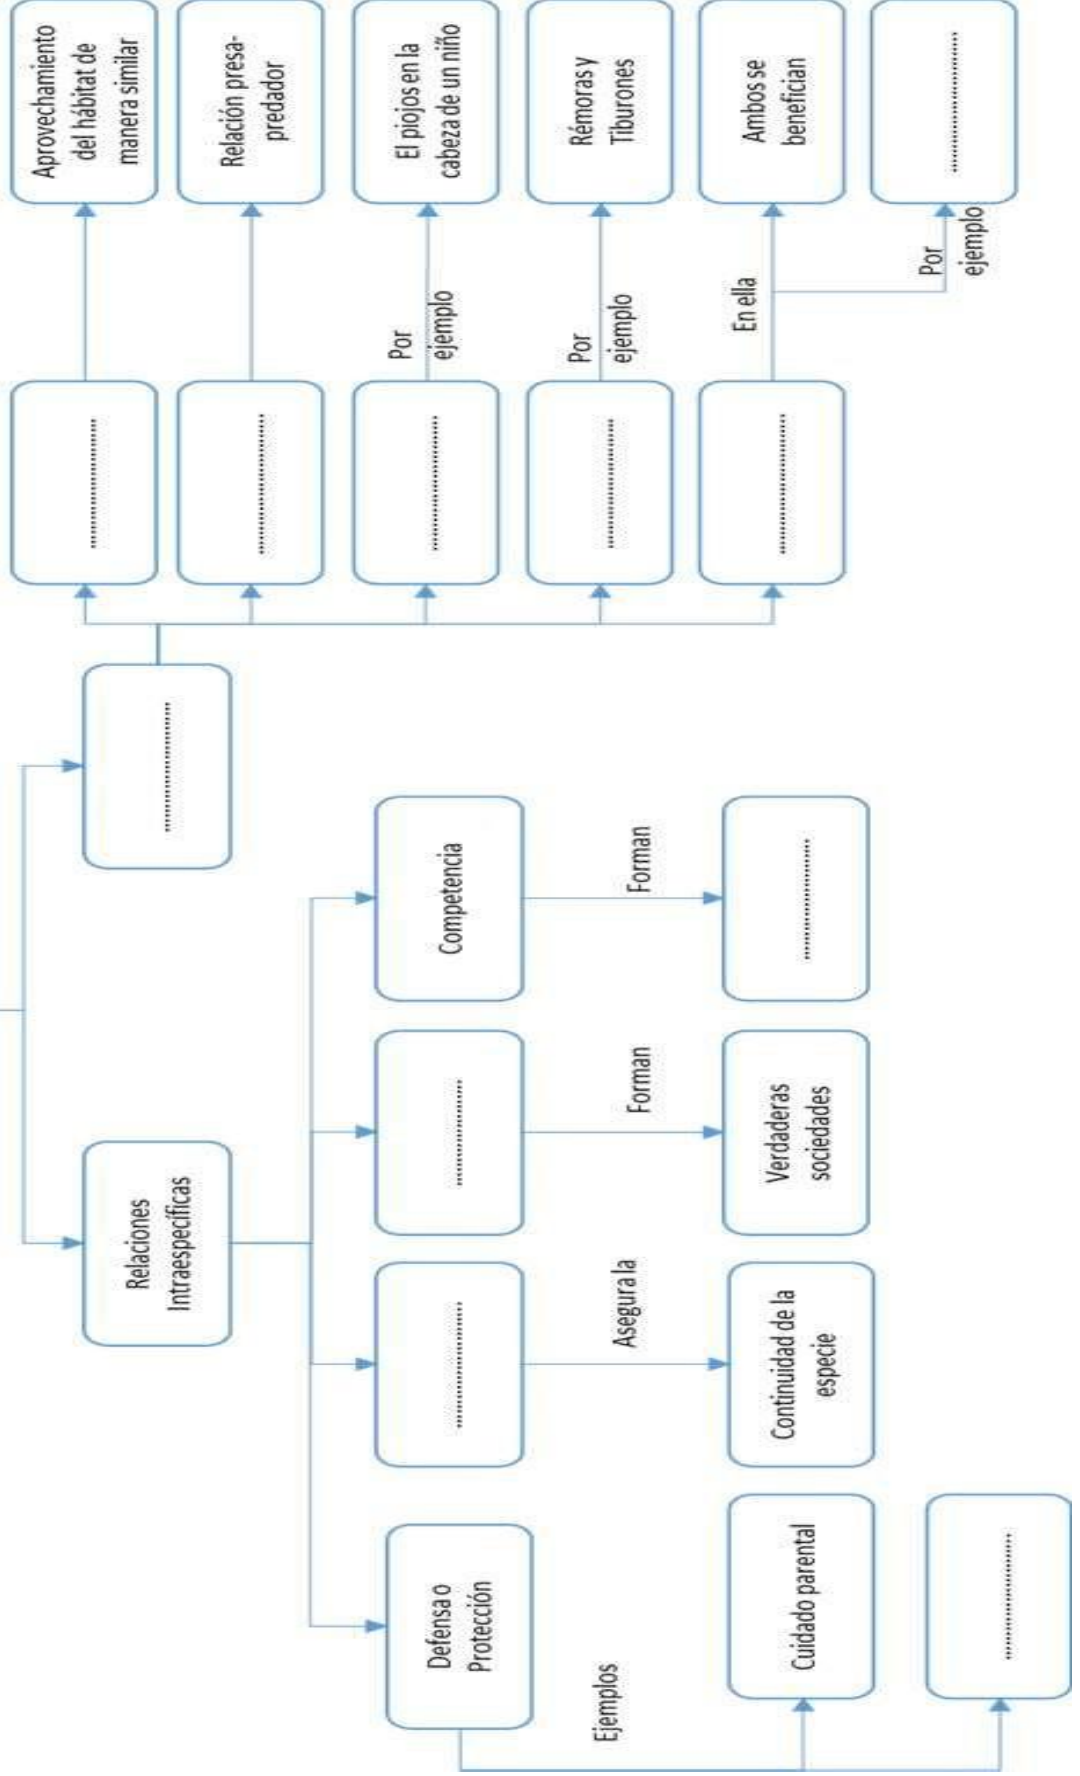 Relaciones
Intraespecíficas
.............................
Defensa o
Protección
.............................
.............................
Competencia
Ejemplos
Asegura la
Forman
Forman
Cuidado parental
Continuidad de la
especie
Verdaderas
sociedades
.............................
.............................
.............................
Aprovechamiento
del hábitat de
manera similar
.............................
Relación presa-
predador
.............................
Por
ejemplo
El piojos en la
cabeza de un niño
.............................
Por
ejemplo
Rémoras y
Tiburones
.............................
En ella
Ambos se
benefician
Por
ejemplo
.............................